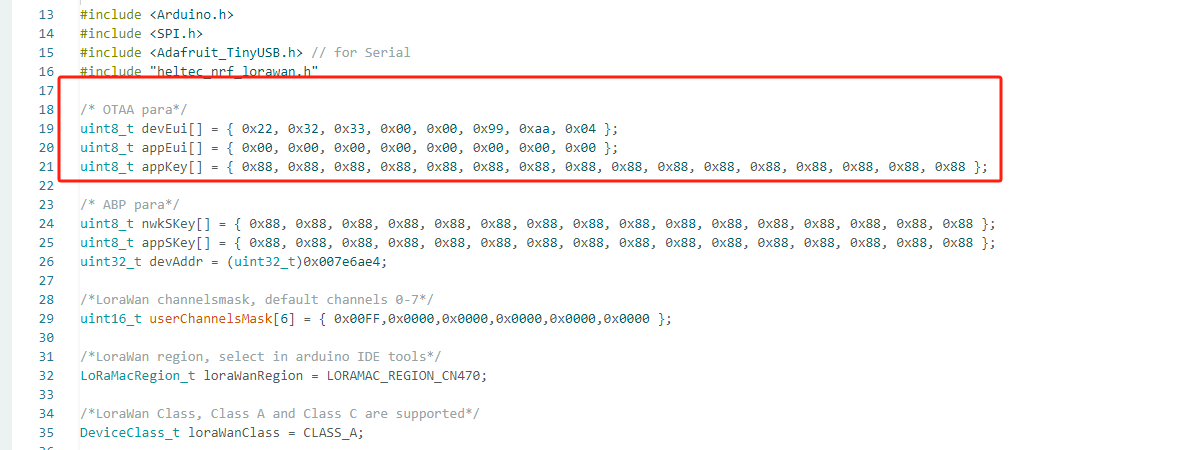 13 #include <Arduino.h>
14 #include <SPI.h>
15 #include <Adafruit_TinyUSB.h> // for Serial
16 #include "heltec_nrf_lorawan.h"
17
18 /* OTAA para*/
19 uint8_t devEui[] = { 0x22, 0x32, 0x33, 0x00, 0x00, 0x99, 0xaa, 0x04 };
20 uint8_t appEui[] = { 0x00, 0x00, 0x00, 0x00, 0x00, 0x00, 0x00, 0x00 };
21 uint8_t appKey[] = { 0x88, 0x88, 0x88, 0x88, 0x88, 0x88, 0x88, 0x88, 0x88, 0x88, 0x88, 0x88, 0x88, 0x88, 0x88, 0x88 };
22
23 /* ABP para*/
24 uint8_t nwkSKey[] = { 0x88, 0x88, 0x88, 0x88, 0x88, 0x88, 0x88, 0x88, 0x88, 0x88, 0x88, 0x88, 0x88, 0x88, 0x88, 0x88 };
25 uint8_t appSKey[] = { 0x88, 0x88, 0x88, 0x88, 0x88, 0x88, 0x88, 0x88, 0x88, 0x88, 0x88, 0x88, 0x88, 0x88, 0x88, 0x88 };
26 uint32_t devAddr = (uint32_t)0x007e6ae4;
27
28 /*LoraWan channelsmask, default channels 0-7*/
29 uint16_t userChannelsMask[6] = { 0x00FF,0x0000,0x0000,0x0000,0x0000,0x0000 };
30
31 /*LoraWan region, select in arduino IDE tools*/
32 LoRaMacRegion_t loraWanRegion = LORAMAC_REGION_CN470;
33
34 /*LoraWan Class, Class A and Class C are supported*/
35 DeviceClass_t loraWanClass = CLASS_A;